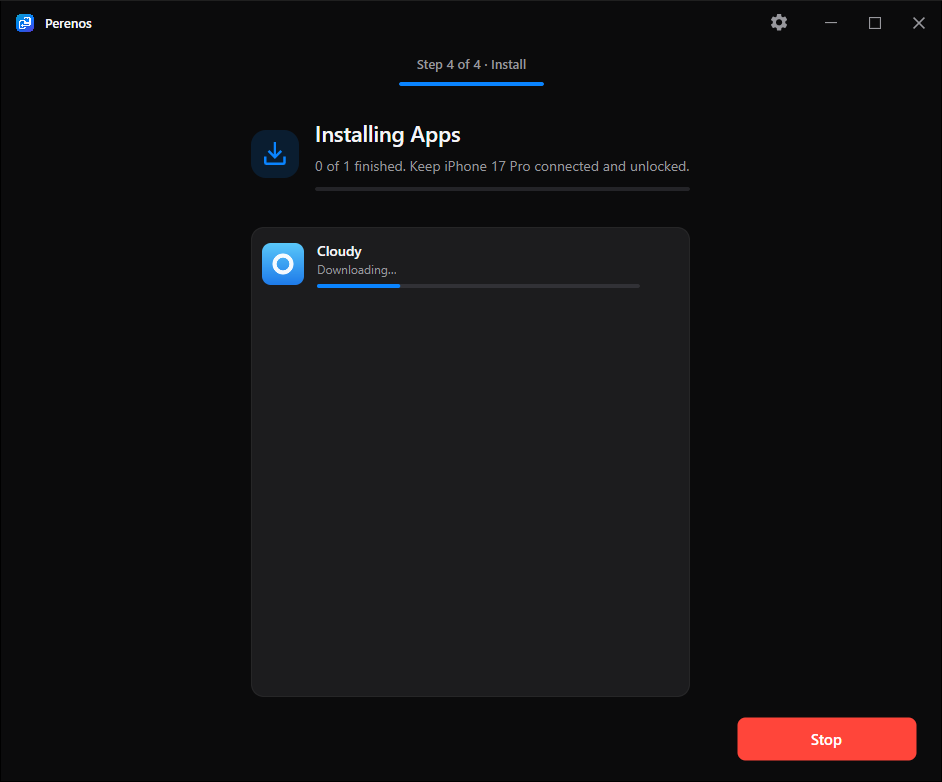 Perenos
Step 4 of 4 · Install
Installing Apps
0 of 1 finished. Keep iPhone 17 Pro connected and unlocked.
Cloudy
Downloading...
Stop